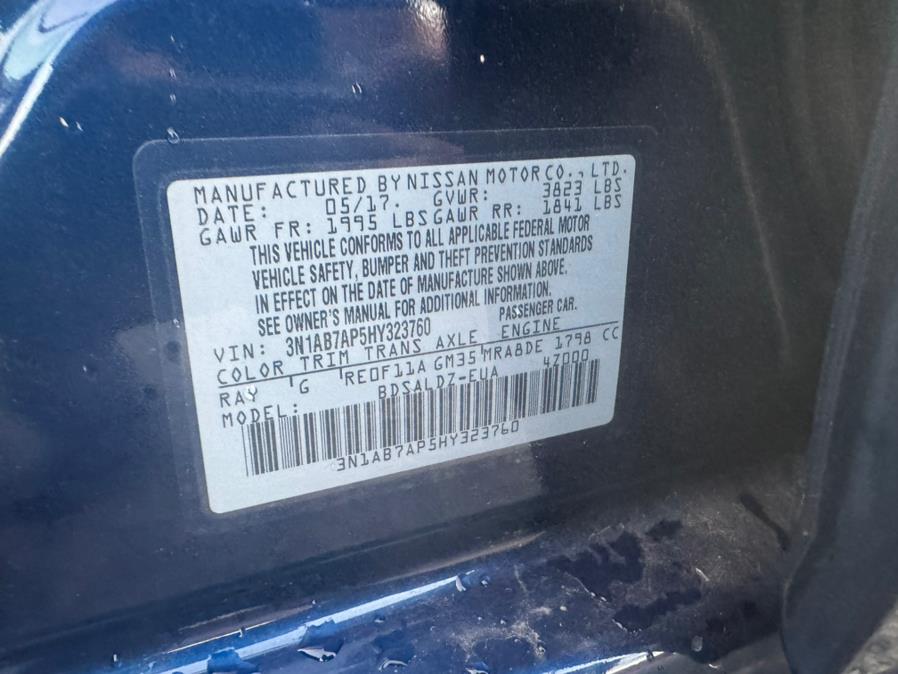 MANUFACTURED BY NISSAN MOTOR CO., LTD.
DATE: 05/17. GVWR: 3823 LBS
GAWR FR: 1995 LBS GAWR RR: 1841 LBS
THIS VEHICLE CONFORMS TO ALL APPLICABLE FEDERAL MOTOR
VEHICLE SAFETY, BUMPER AND THEFT PREVENTION STANDARDS
IN EFFECT ON THE DATE OF MANUFACTURE SHOWN ABOVE.
SEE OWNER'S MANUAL FOR ADDITIONAL INFORMATION.
VIN: 3N1AB7AP5HY323760 PASSENGER CAR.
COLOR TRIM TRANS AXLE ENGINE
RAY G RE0F11A GM35 MRA8DE 1798 CC
MODEL: BDSALDZ-EUA 4Z000
3N1AB7AP5HY323760